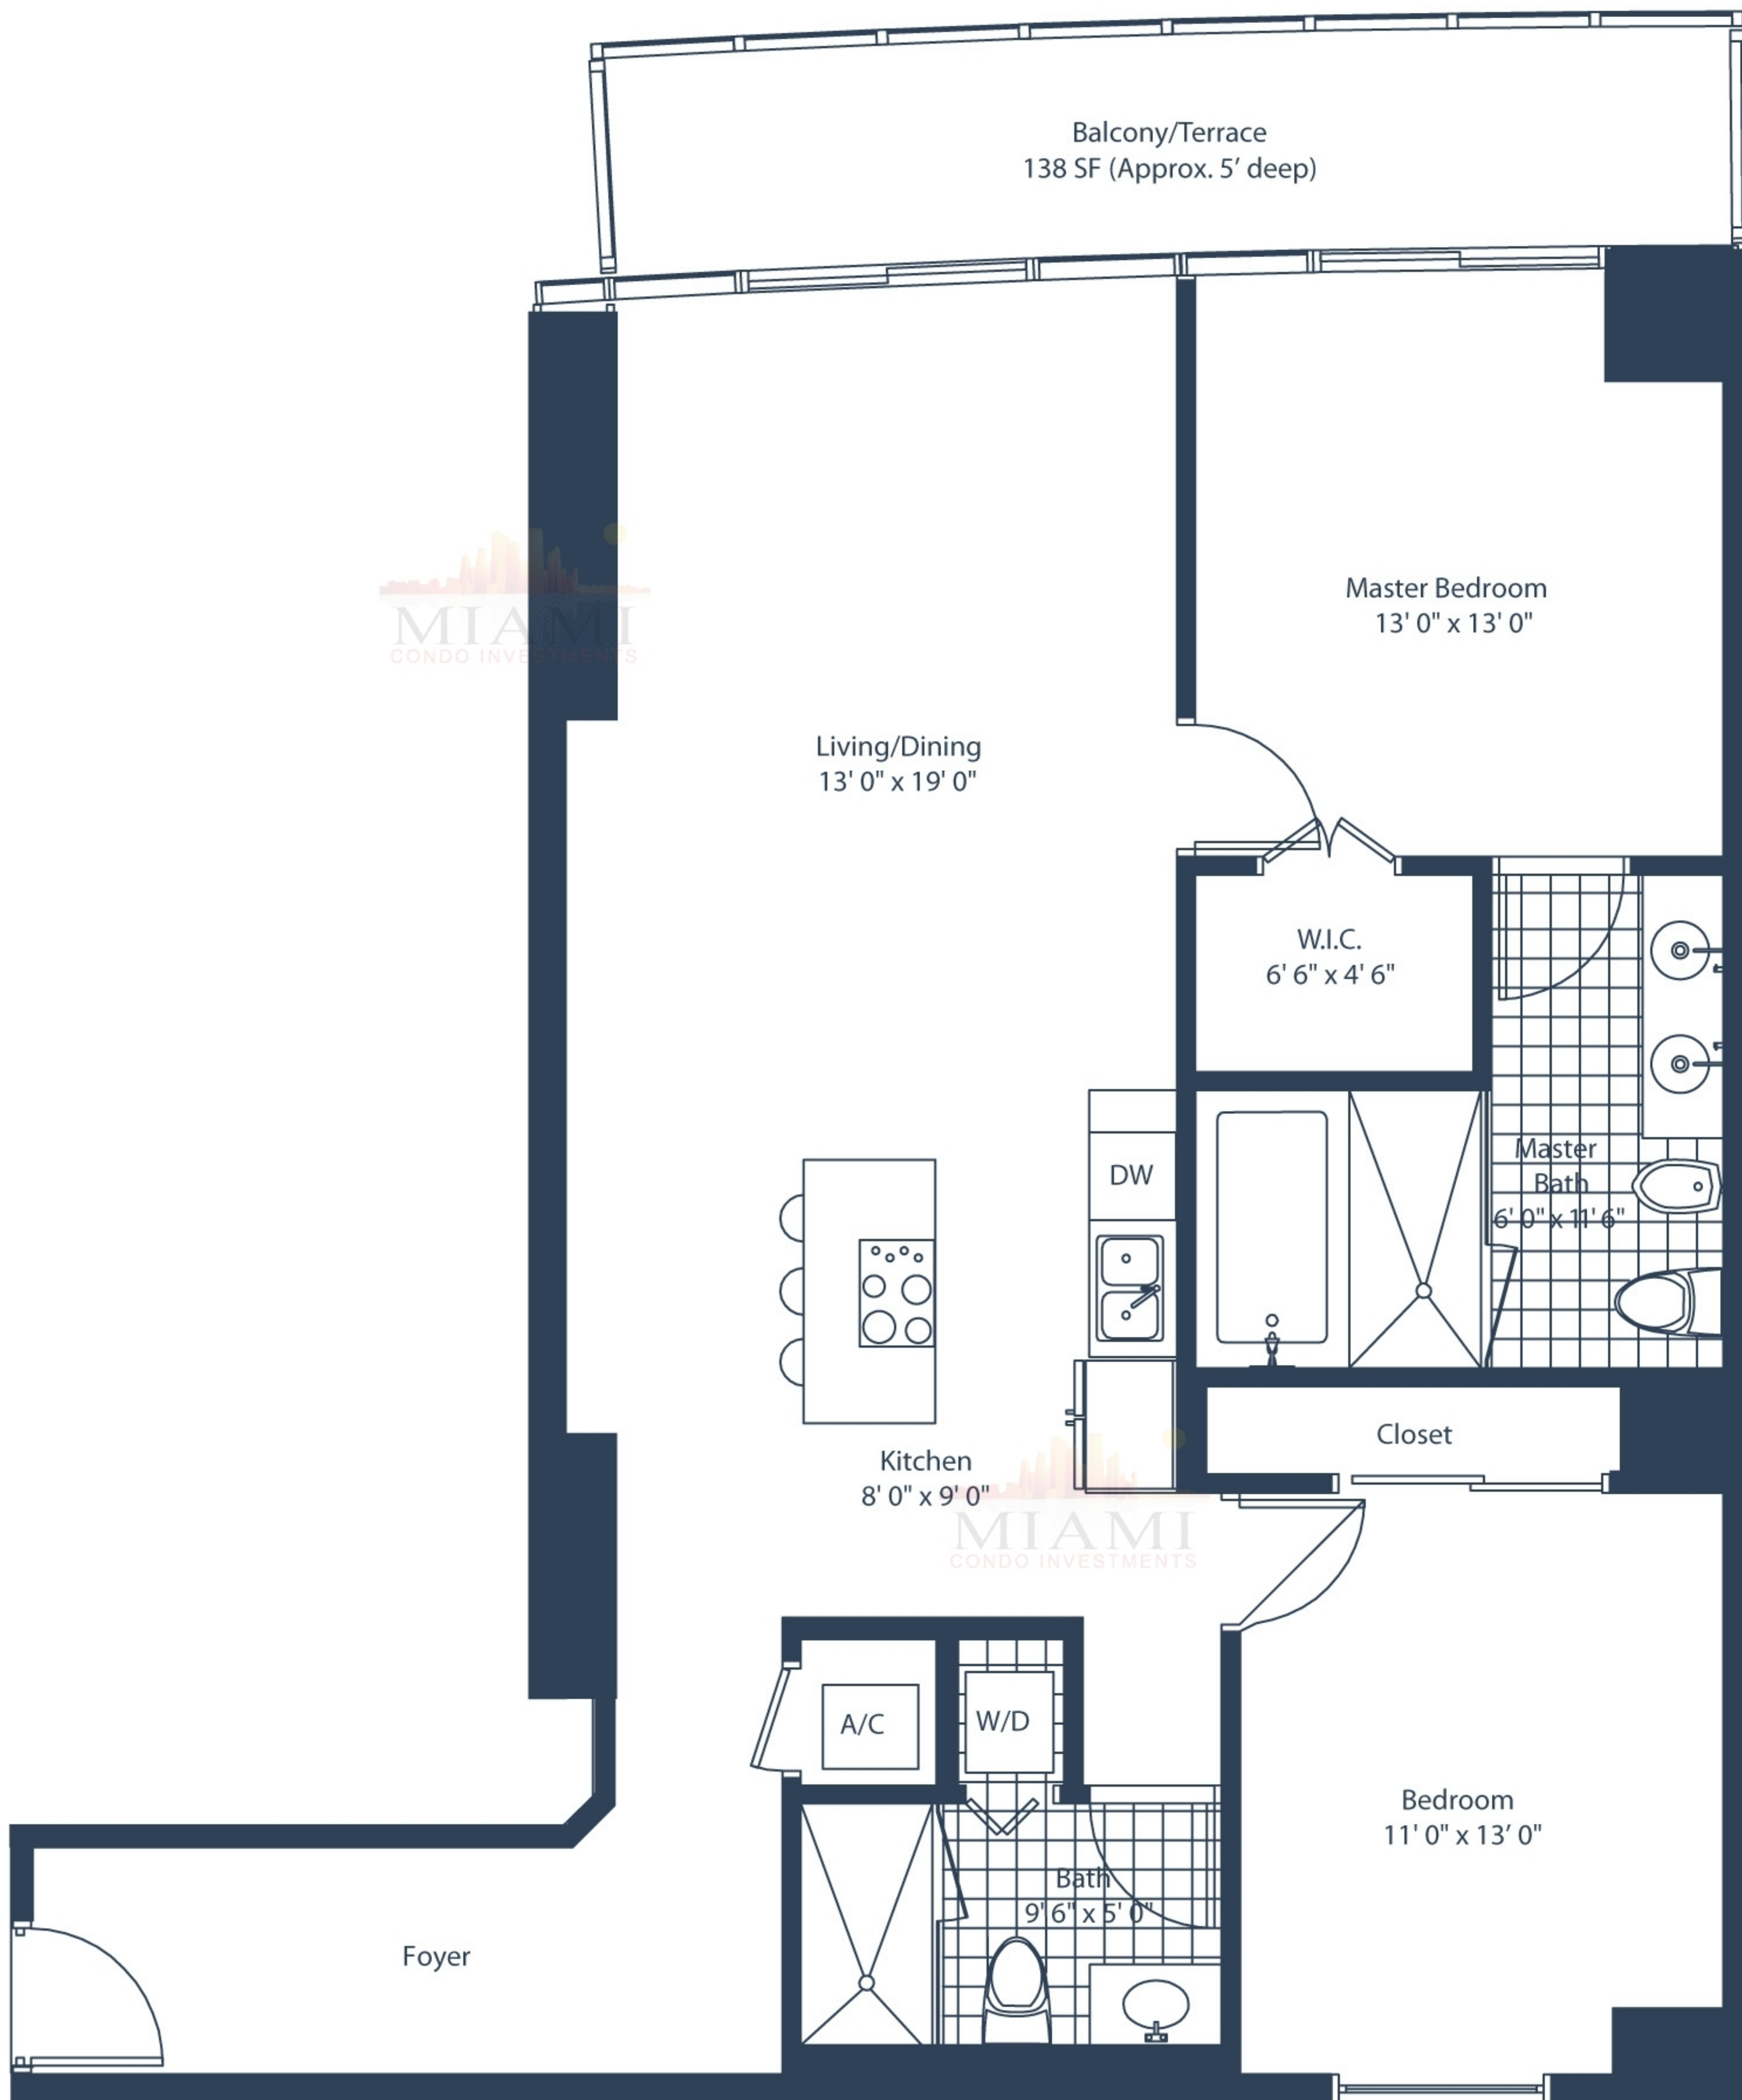 Balcony/Terrace
138 SF (Approx. 5’ deep)
Master Bedroom
13' 0" x 13' 0"
MIAMI
CONDO INVESTMENTS
Living/Dining
13' 0" x 19' 0"
W.I.C.
6' 6" x 4' 6"
Master
Bath
6' 0" x 11' 6"
DW
Closet
Kitchen
8' 0" x 9' 0"
MIAMI
CONDO INVESTMENTS
A/C
W/D
Bedroom
11' 0" x 13’ 0"
Bath
9' 6" x 5' 0"
Foyer